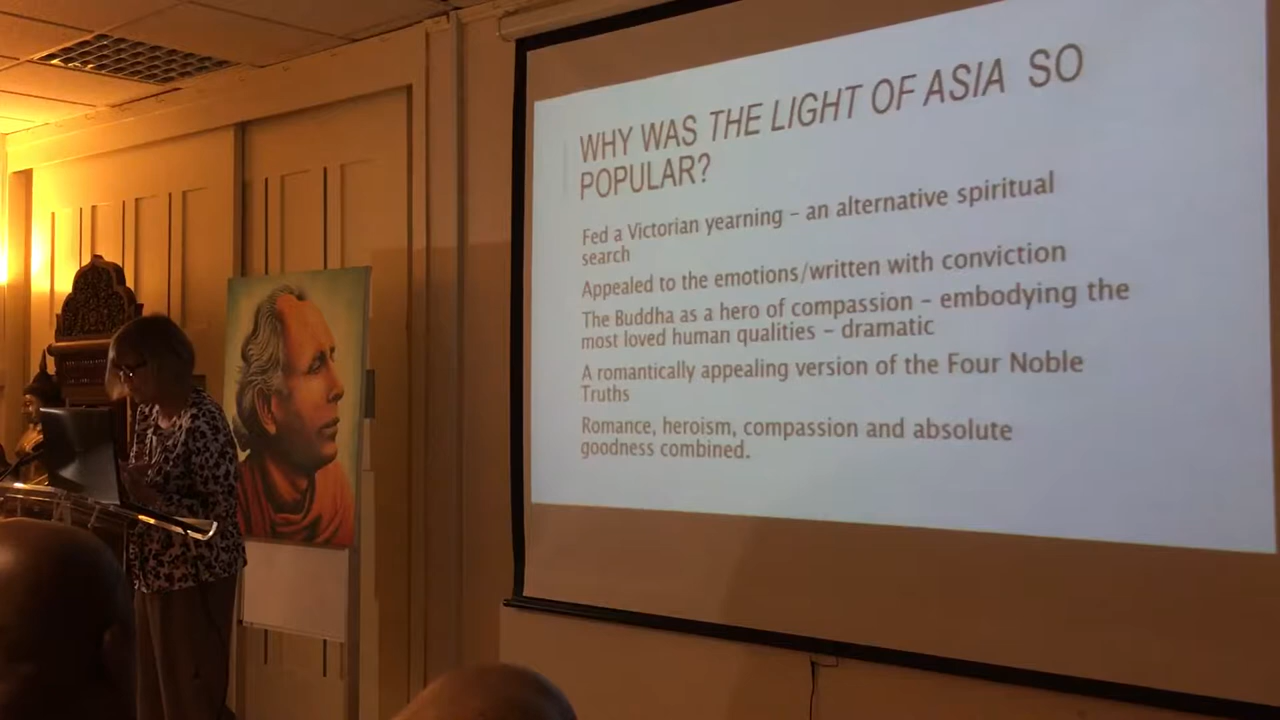 WHY WAS THE LIGHT OF ASIA SO
POPULAR?
Fed a Victorian yearning – an alternative spiritual
search
Appealed to the emotions/written with conviction
The Buddha as a hero of compassion – embodying the
most loved human qualities – dramatic
A romantically appealing version of the Four Noble
Truths
Romance, heroism, compassion and absolute
goodness combined.